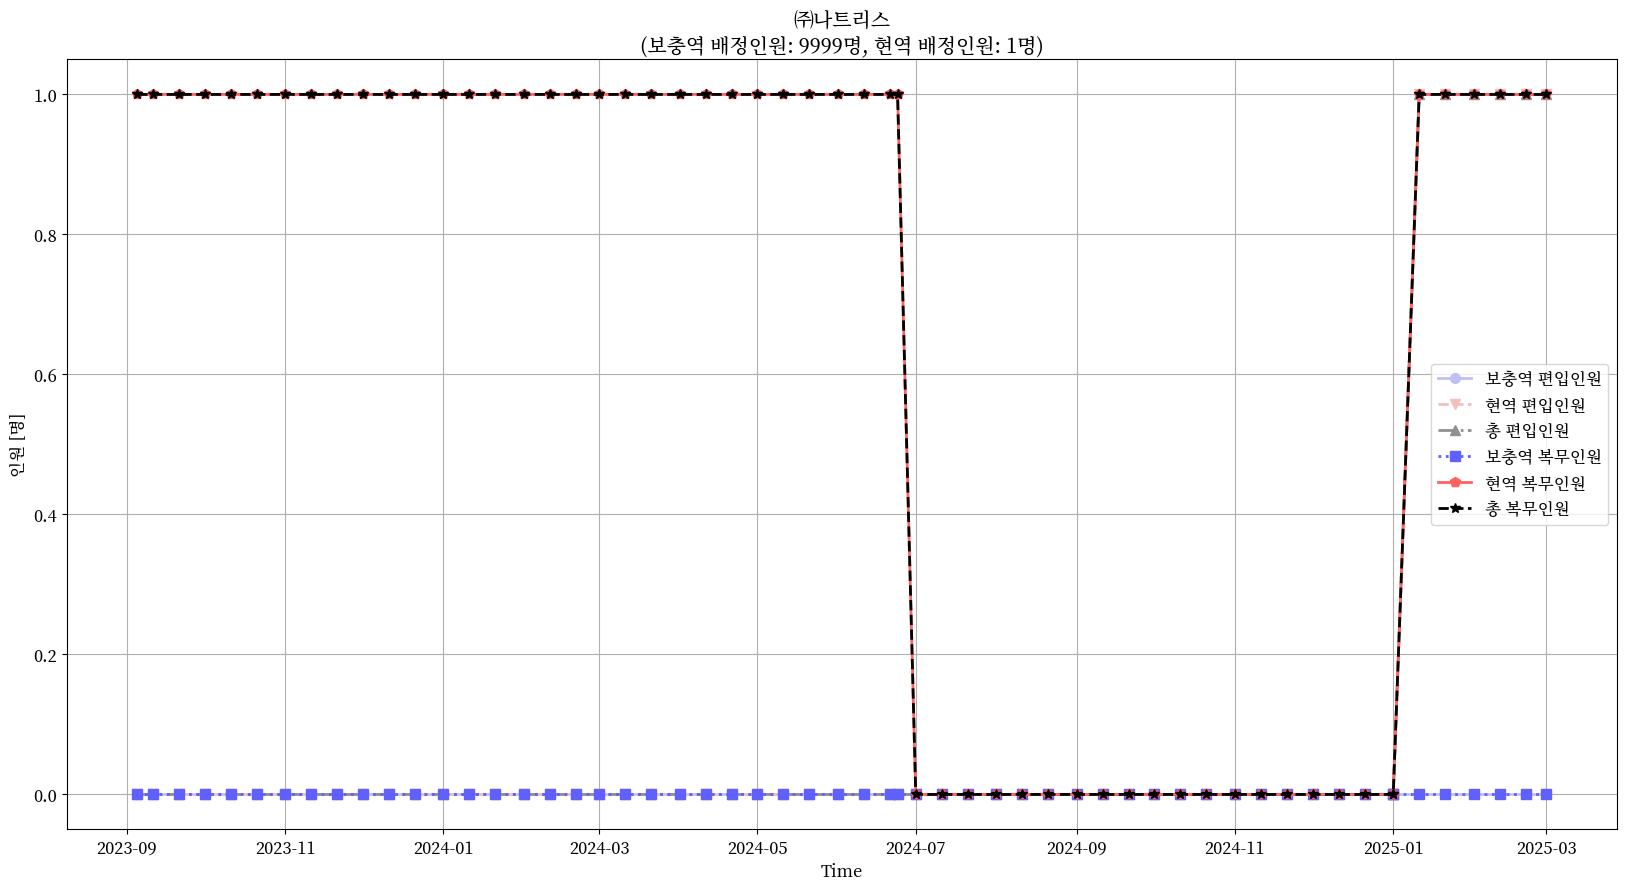 ㈜나트리스
(보충역 배정인원: 9999명, 현역 배정인원: 1명)
인원 [명]
1.0
0.8
0.6
0.4
0.2
0.0
보충역 편입인원
현역 편입인원
총 편입인원
보충역 복무인원
현역 복무인원
총 복무인원
2023-09
2023-11
2024-01
2024-03
2024-05
2024-07
2024-09
2024-11
2025-01
2025-03
Time